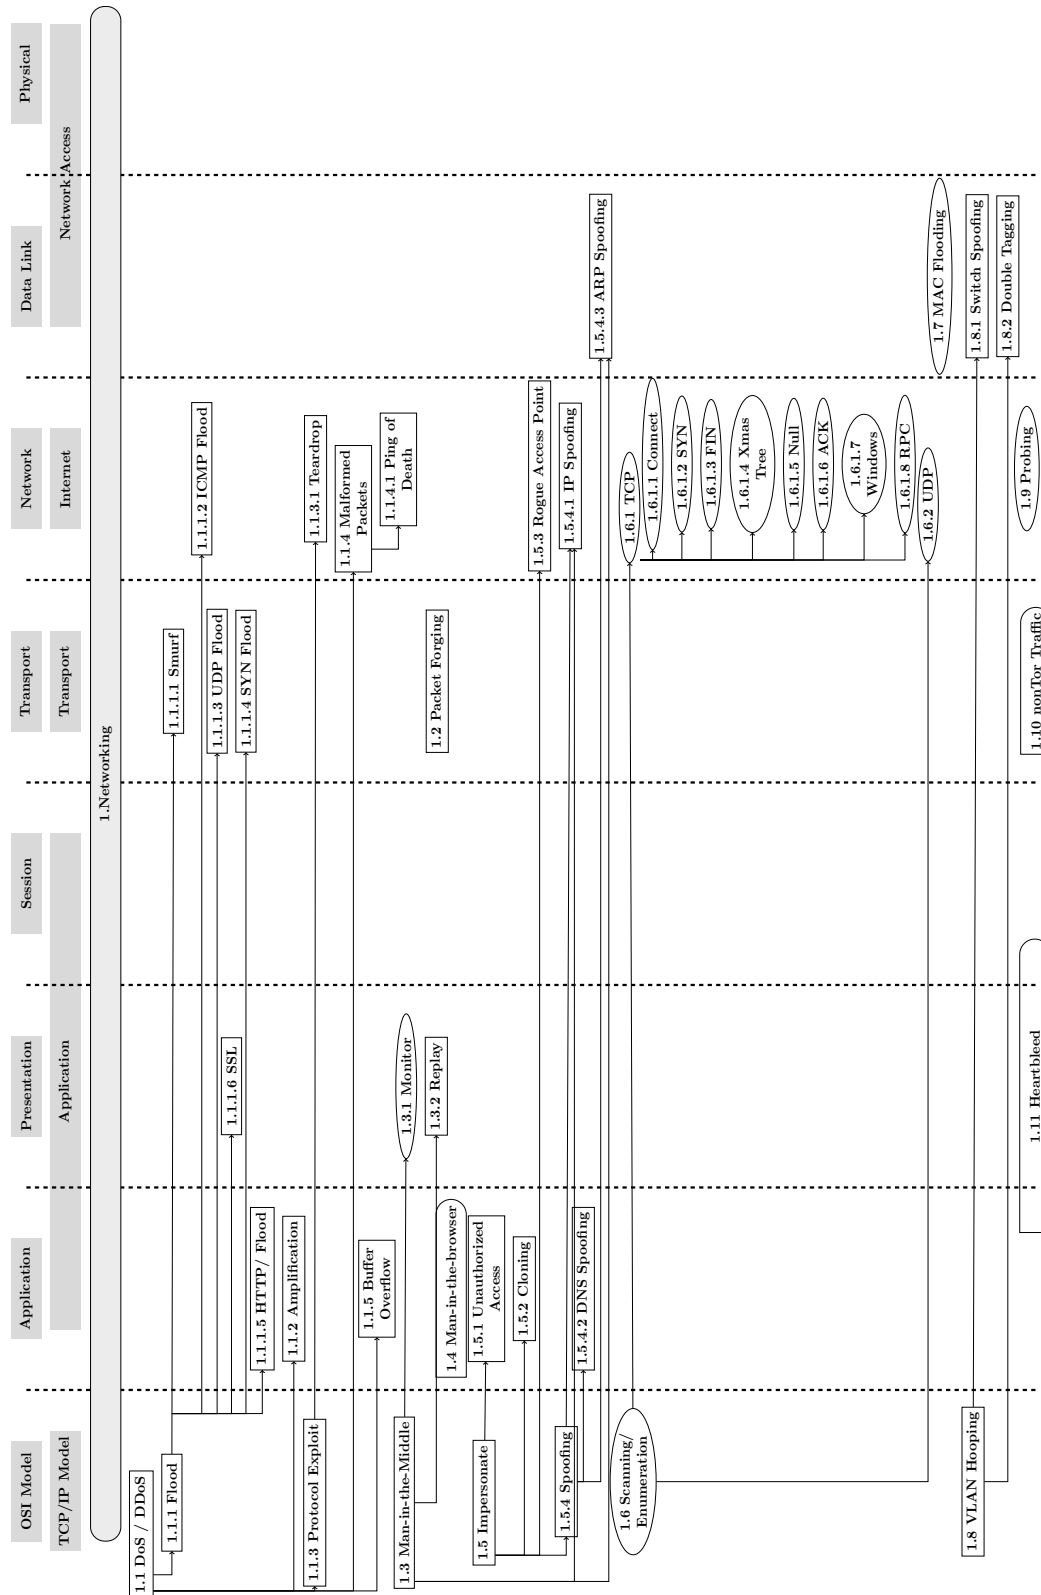 OSI Model
Application
Presentation
Session
Transport
Network
Data Link
Physical
TCP/IP Model
Application
Transport
Internet
Network Access
1.Networking
1.1 DoS / DDoS
1.1.1 Flood
1.1.1.1 Smurf
1.1.1.2 ICMP Flood
1.1.1.3 UDP Flood
1.1.1.6 SSL
1.1.1.4 SYN Flood
1.1.1.5 HTTP/ Flood
1.1.2 Amplification
1.1.3 Protocol Exploit
1.1.3.1 Teardrop
1.1.4 Malformed
Packets
1.1.5 Buffer
Overflow
1.1.4.1 Ping of
Death
1.3 Man-in-the-Middle
1.3.1 Monitor
1.3.2 Replay
1.2 Packet Forging
1.4 Man-in-the-browser
1.5 Impersonate
1.5.1 Unauthorized
Access
1.5.2 Cloning
1.5.3 Rogue Access Point
1.5.4 Spoofing
1.5.4.1 IP Spoofing
1.5.4.2 DNS Spoofing
1.5.4.3 ARP Spoofing
1.6 Scanning/
Enumeration
1.6.1 TCP
1.6.1.1 Connect
1.6.1.2 SYN
1.6.1.3 FIN
1.6.1.4 Xmas
Tree
1.6.1.5 Null
1.6.1.6 ACK
1.6.1.7
Windows
1.6.1.8 RPC
1.6.2 UDP
1.7 MAC Flooding
1.8 VLAN Hooping
1.8.1 Switch Spoofing
1.8.2 Double Tagging
1.9 Probing
1.10 nonTor Traffic
1.11 Heartbleed